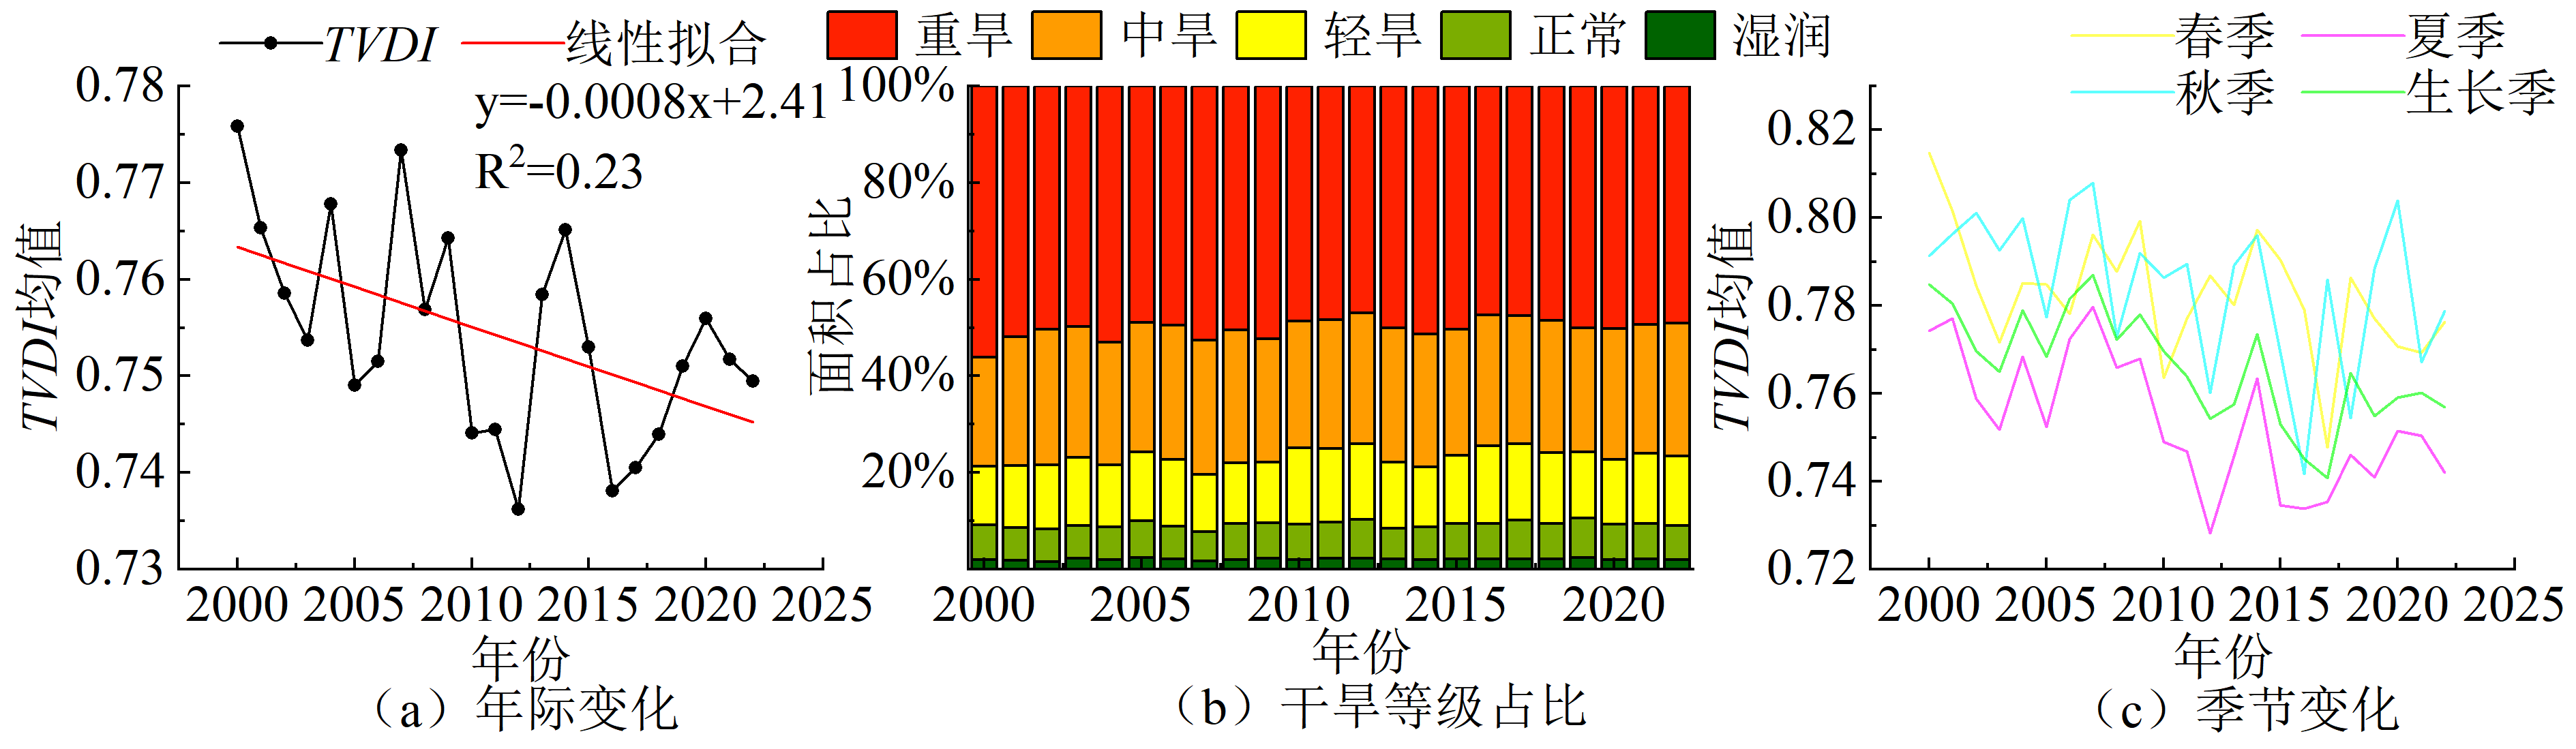 TVDI 线性拟合
y=-0.0008x+2.41
R²=0.23
0.78
0.77
0.76
0.75
0.74
0.73
TVDI均值
2000 2005 2010 2015 2020 2025
年份
（a）年际变化
重旱 中旱 轻旱 正常 湿润
100%
80%
60%
40%
20%
面积占比
2000 2005 2010 2015 2020
年份
（b）干旱等级占比
春季 夏季
秋季 生长季
0.82
0.80
0.78
0.76
0.74
0.72
TVDI均值
2000 2005 2010 2015 2020 2025
年份
（c）季节变化